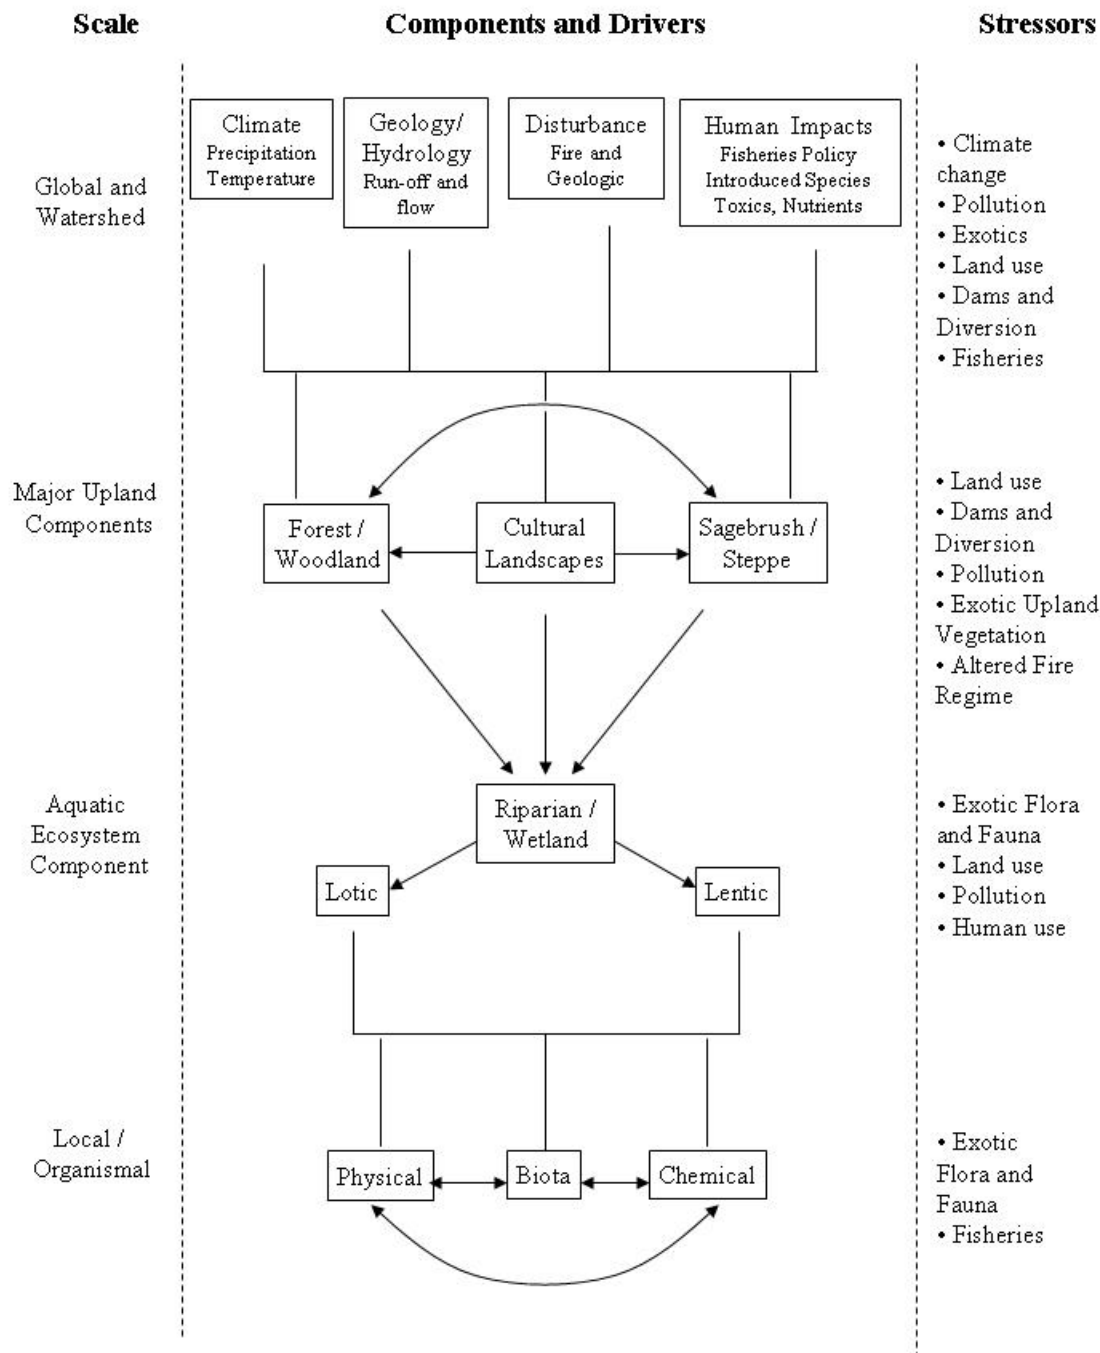 Scale
Components and Drivers
Stressors
Global and
Watershed
Climate
Precipitation
Temperature
Geology/
Hydrology
Run-off and
flow
Disturbance
Fire and
Geologic
Human Impacts
Fisheries Policy
Introduced Species
Toxics, Nutrients
• Climate
change
• Pollution
• Exotics
• Land use
• Dams and
Diversion
• Fisheries
Major Upland
Components
Forest /
Woodland
Cultural
Landscapes
Sagebrush /
Steppe
• Land use
• Dams and
Diversion
• Pollution
• Exotic Upland
Vegetation
• Altered Fire
Regime
Aquatic
Ecosystem
Component
Riparian /
Wetland
Lotic
Lentic
• Exotic Flora
and Fauna
• Land use
• Pollution
• Human use
Local /
Organismal
Physical
Biota
Chemical
• Exotic
Flora and
Fauna
• Fisheries